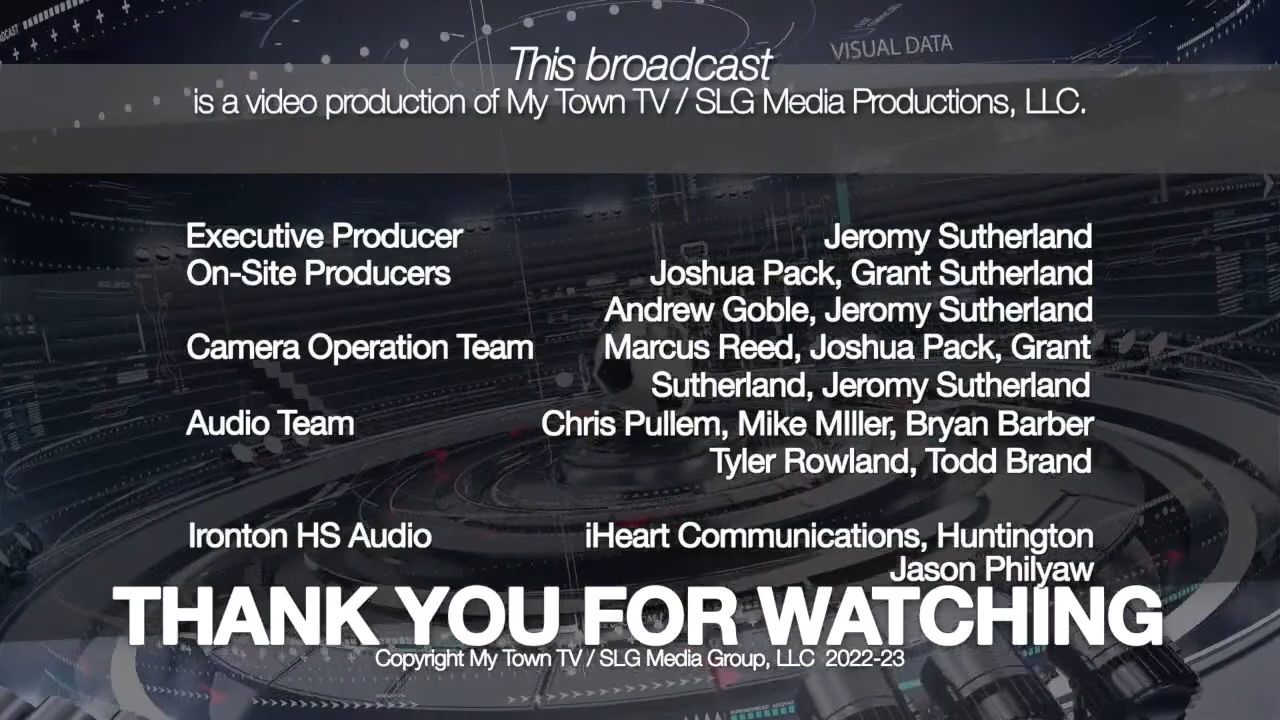 VISUAL DATA
This broadcast
is a video production of My Town TV / SLG Media Productions, LLC.
Executive Producer Jeromy Sutherland
On-Site Producers Joshua Pack, Grant Sutherland
Andrew Goble, Jeromy Sutherland
Camera Operation Team Marcus Reed, Joshua Pack, Grant
Sutherland, Jeromy Sutherland
Audio Team Chris Pullem, Mike MIller, Bryan Barber
Tyler Rowland, Todd Brand
Ironton HS Audio iHeart Communications, Huntington
Jason Philyaw
THANK YOU FOR WATCHING
Copyright My Town TV / SLG Media Group, LLC 2022-23